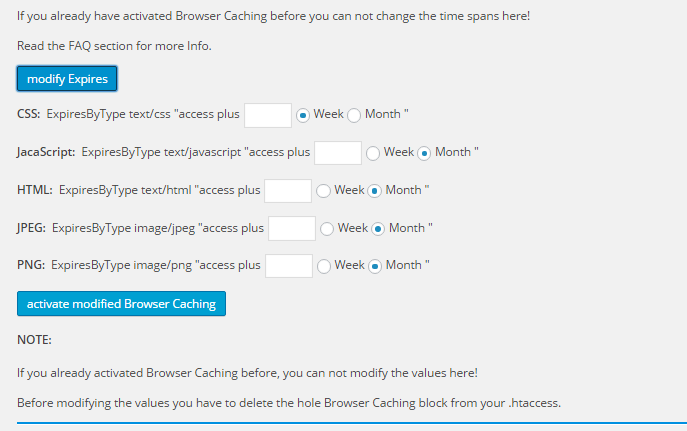 If you already have activated Browser Caching before you can not change the time spans here!
Read the FAQ section for more Info.
modify Expires
CSS: ExpiresByType text/css "access plus Week Month "
JacaScript: ExpiresByType text/javascript "access plus Week Month "
HTML: ExpiresByType text/html "access plus Week Month "
JPEG: ExpiresByType image/jpeg "access plus Week Month "
PNG: ExpiresByType image/png "access plus Week Month "
activate modified Browser Caching
NOTE:
If you already activated Browser Caching before, you can not modify the values here!
Before modifying the values you have to delete the hole Browser Caching block from your .htaccess.